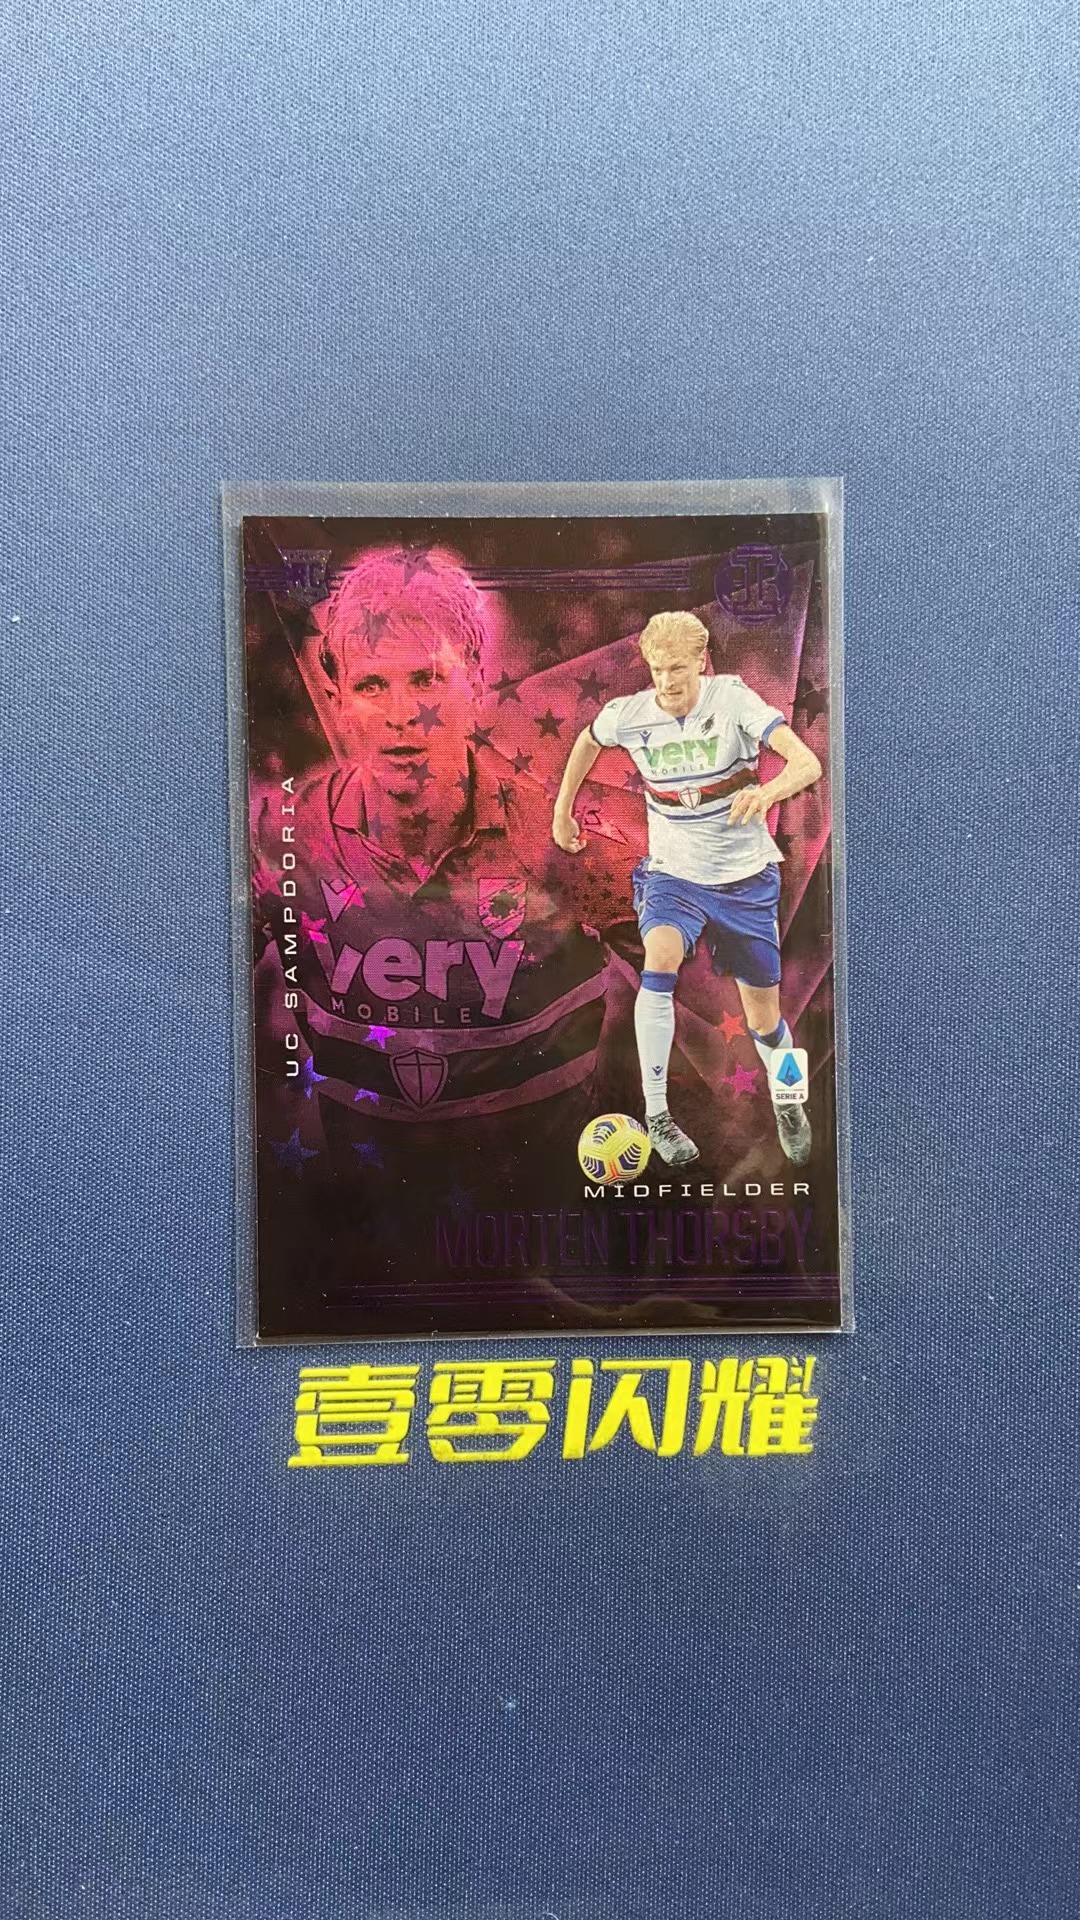 RC
UC SAMPDORIA
very
MOBILE
very
MOBILE
SERIE A
MIDFIELDER
MORTEN THORSBY
壹零闪耀